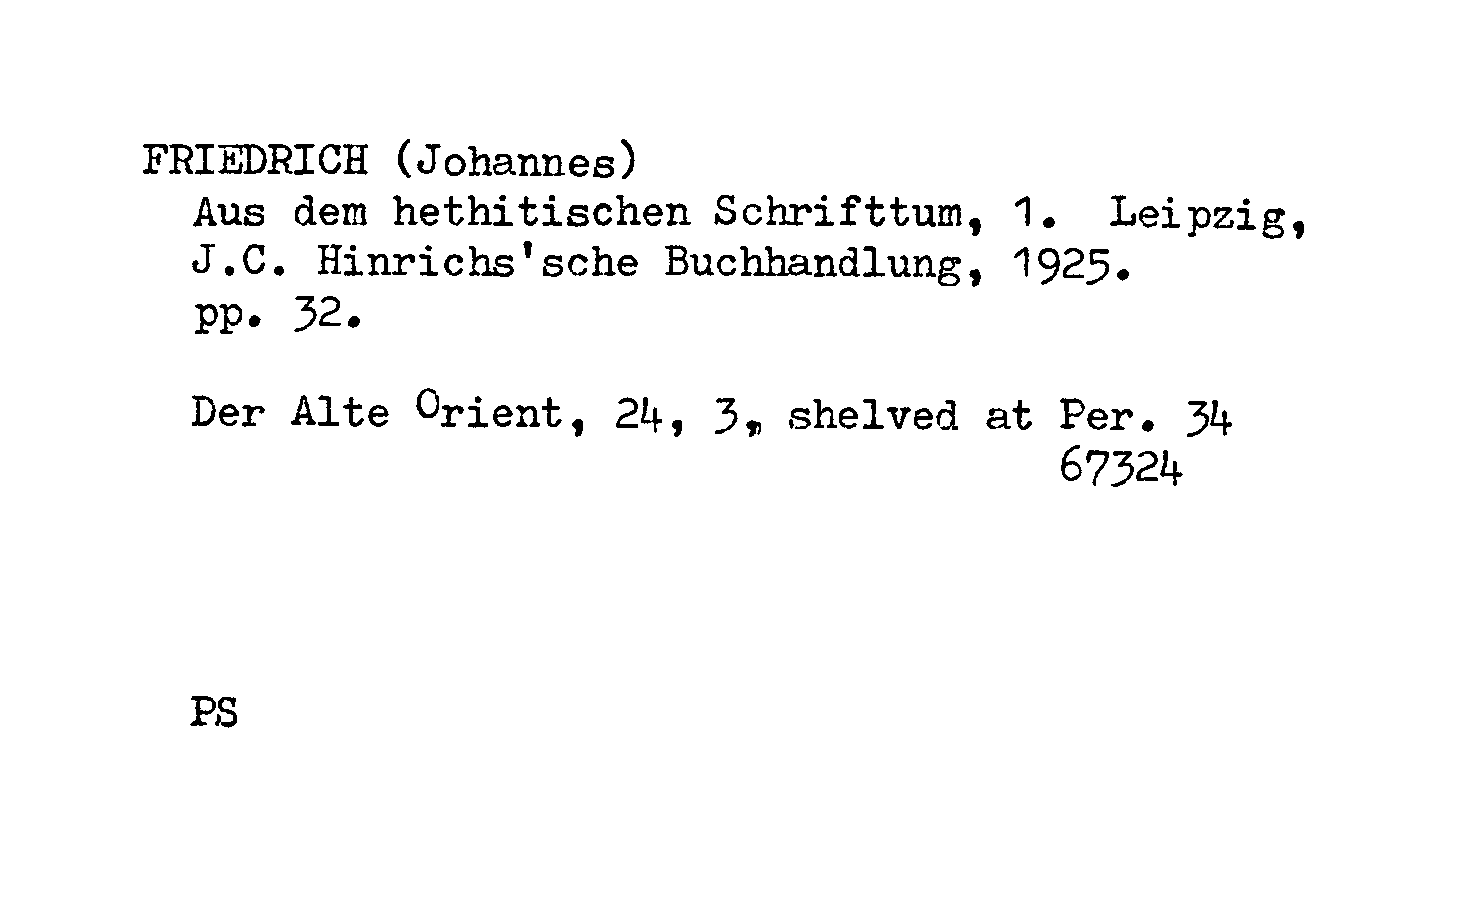 FRIEDRICH (Johannes)
Aus dem hethitischen Schrifttum, 1. Leipzig,
J.C. Hinrichs'sche Buchhandlung, 1925.
pp. 32.
Der Alte Orient, 24, 3, shelved at Per. 34
67324
PS